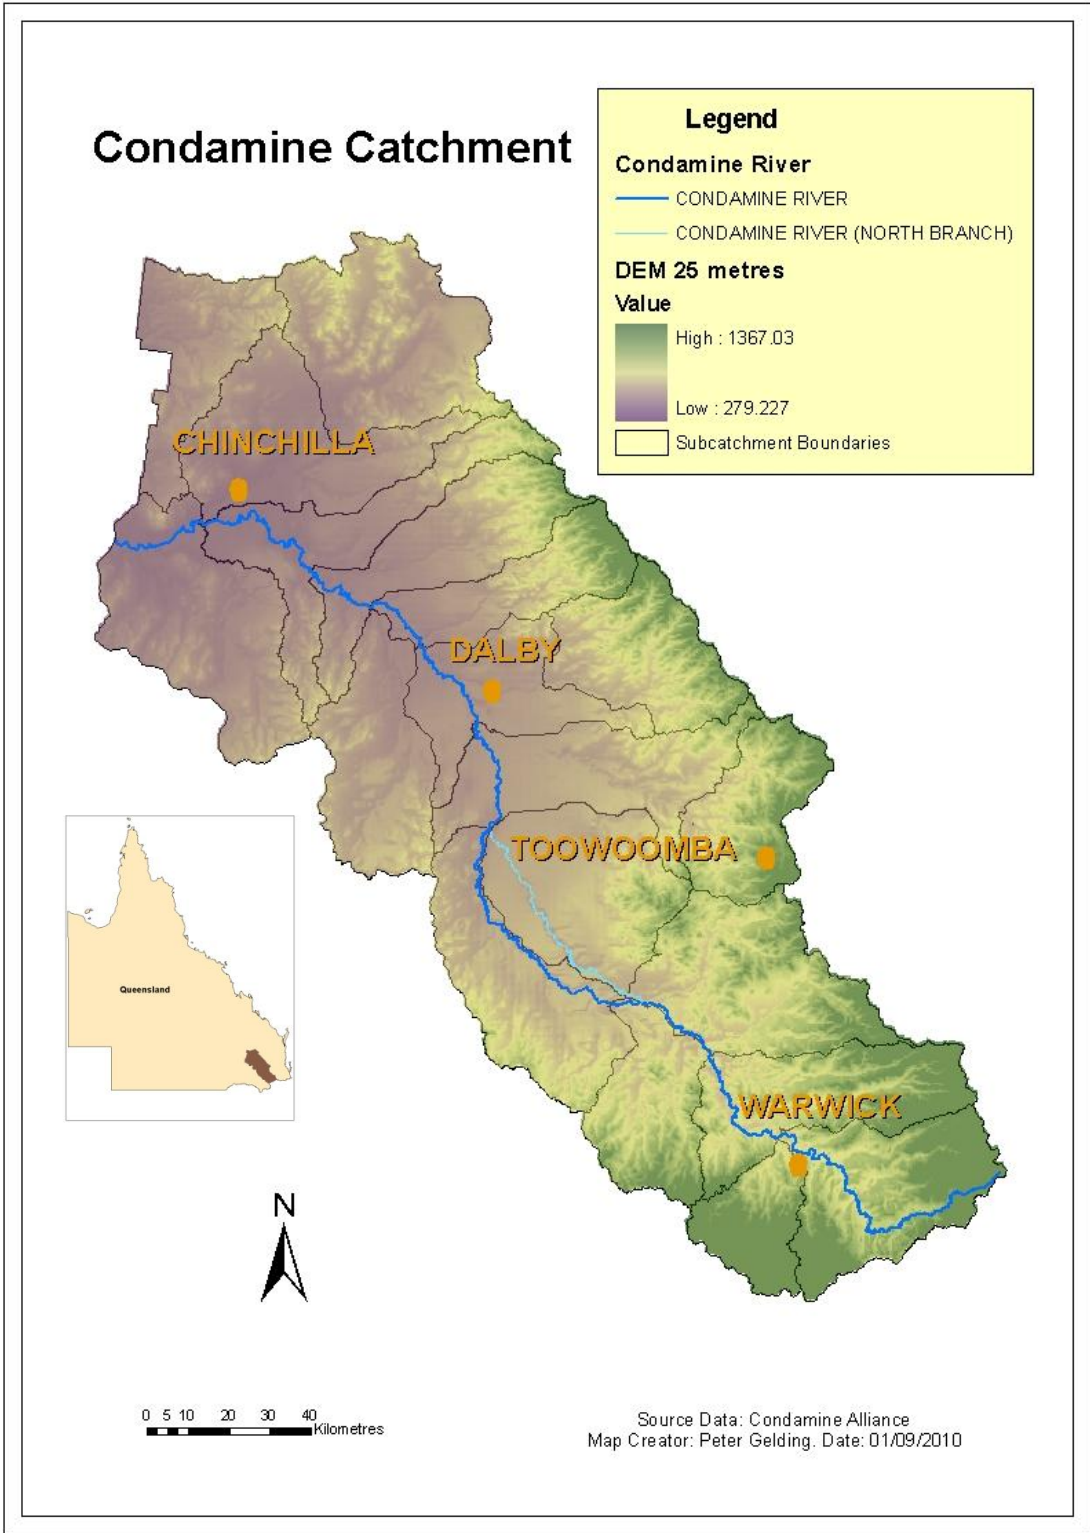 Condamine Catchment
Legend
Condamine River
CONDAMINE RIVER
CONDAMINE RIVER (NORTH BRANCH)
DEM 25 metres
Value
High : 1367.03
Low : 279.227
Subcatchment Boundaries
CHINCHILLA
DALBY
TOOWOOMBA
WARWICK
Queensland
N
0 5 10 20 30 40
Kilometres
Source Data: Condamine Alliance
Map Creator: Peter Gelding. Date: 01/09/2010